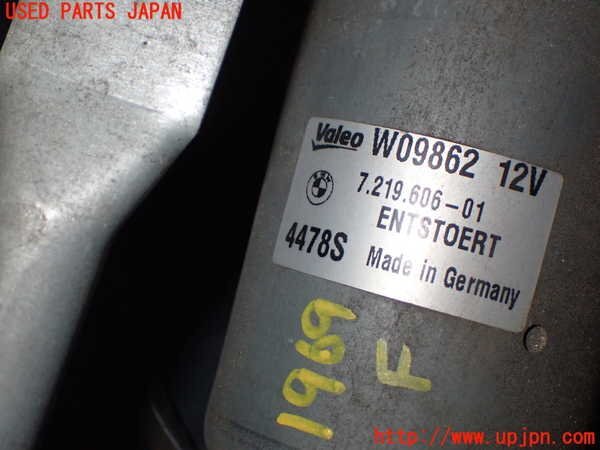 USED PARTS JAPAN
Valeo W09862 12V
BMW 7.219.606-01
ENTSTOERT
4478S Made in Germany
1969
F
http://www.upjpn.com/